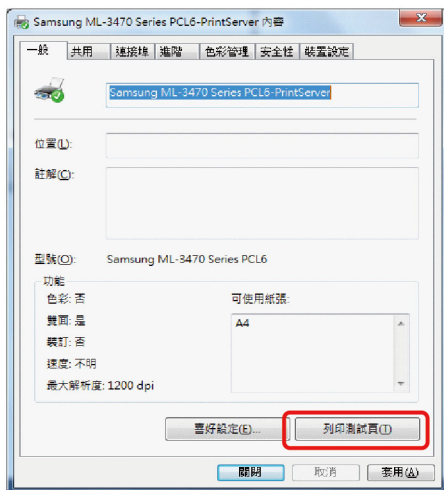 Samsung ML-3470 Series PCL6-PrintServer 內容
一般 共用 連接埠 進階 色彩管理 安全性 裝置設定
Samsung ML-3470 Series PCL6-PrintServer
位置(L):
註解(C):
型號(O): Samsung ML-3470 Series PCL6
功能
色彩: 否 可使用紙張:
雙面: 是 A4
裝訂: 否
速度: 不明
最大解析度: 1200 dpi
喜好設定(E)... 列印測試頁(T)
關閉 取消 套用(A)